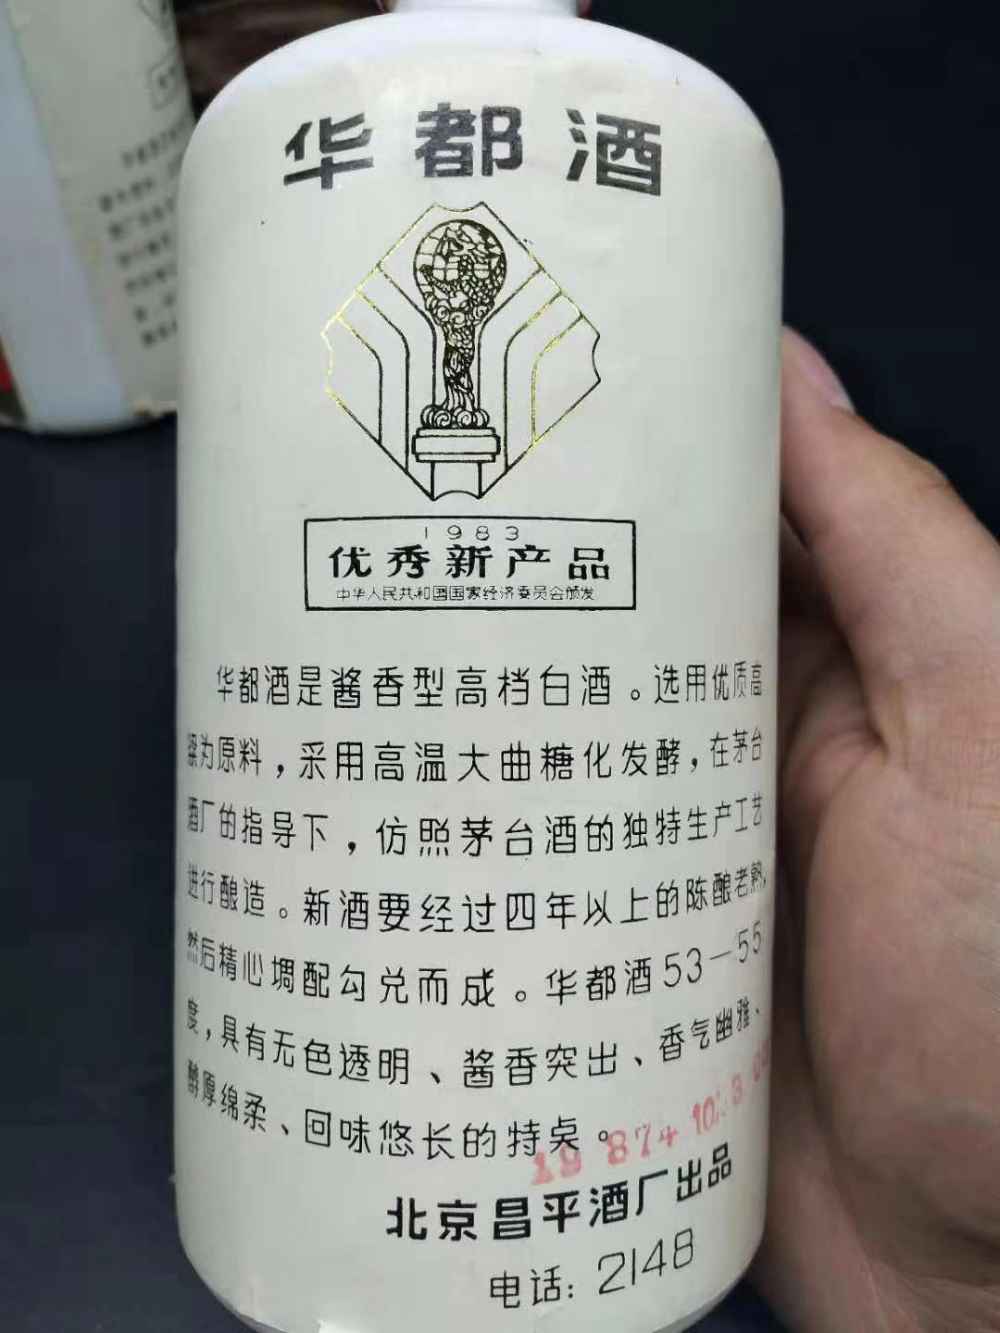 华都酒
1983
优秀新产品
中华人民共和国国家经济委员会颁发
华都酒是酱香型高档白酒。选用优质高
粱为原料，采用高温大曲糖化发酵，在茅台
酒厂的指导下，仿照茅台酒的独特生产工艺
进行酿造。新酒要经过四年以上的陈酿老熟，
然后精心调配勾兑而成。华都酒53—55
度，具有无色透明、酱香突出、香气幽雅、
醇厚绵柔、回味悠长的特点。
北京昌平酒厂出品
电话：2148